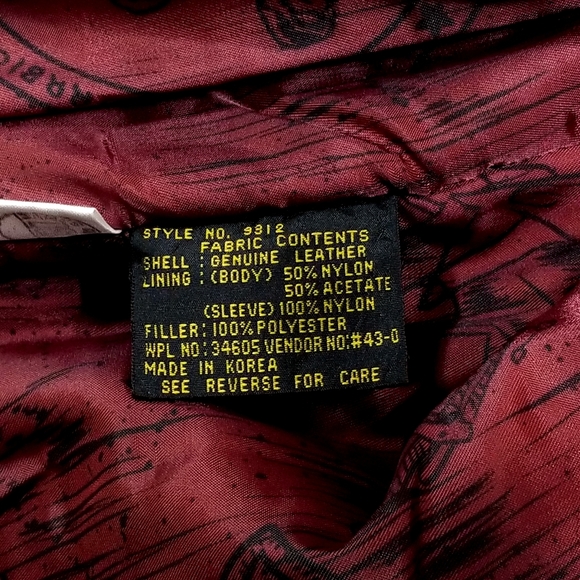 STYLE NO. 9312
FABRIC CONTENTS
SHELL : GENUINE LEATHER
LINING : (BODY) 50% NYLON
50% ACETATE
(SLEEVE) 100% NYLON
FILLER : 100% POLYESTER
WPL NO : 34605 VENDOR NO: #43-0
MADE IN KOREA
SEE REVERSE FOR CARE